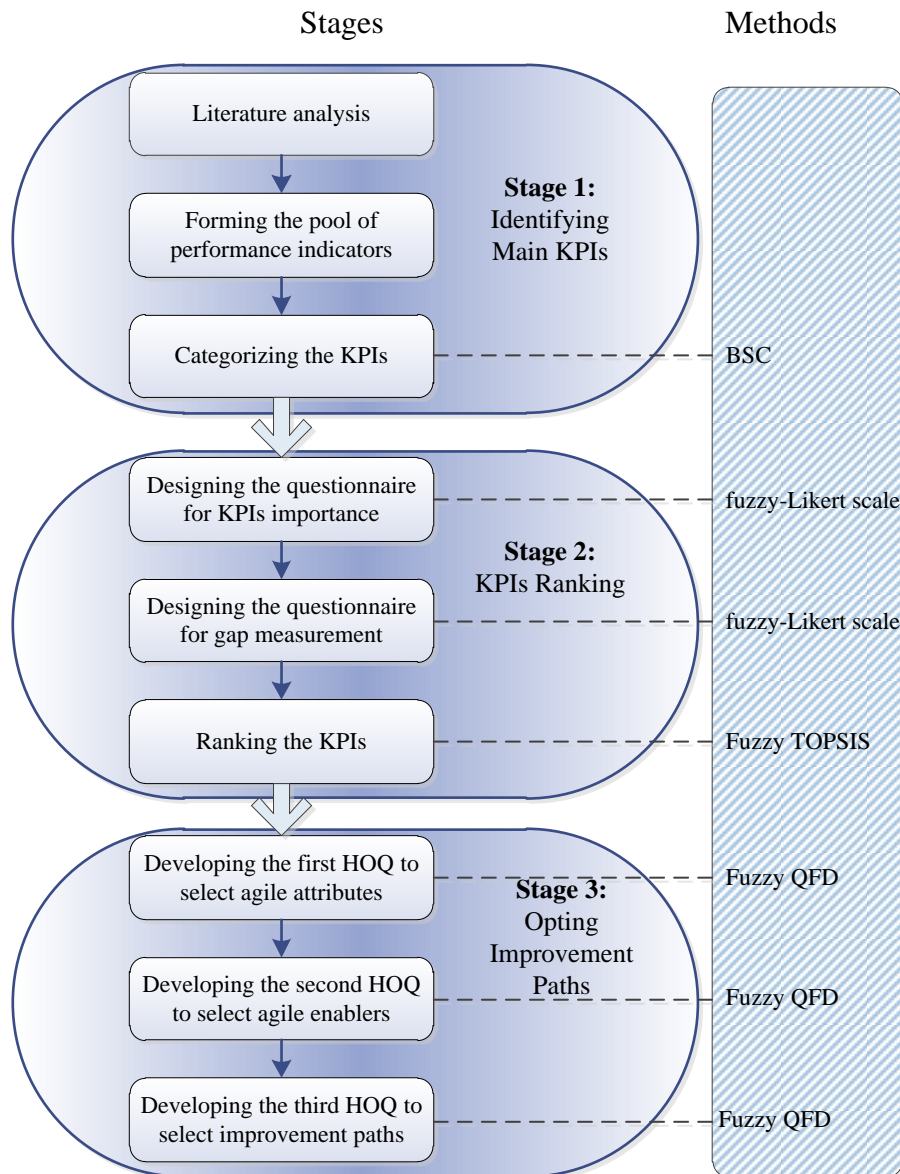 Stages
Methods
Literature analysis
Forming the pool of
performance indicators
Categorizing the KPIs
Stage 1:
Identifying
Main KPIs
BSC
Designing the questionnaire
for KPIs importance
fuzzy-Likert scale
Stage 2:
KPIs Ranking
Designing the questionnaire
for gap measurement
fuzzy-Likert scale
Ranking the KPIs
Fuzzy TOPSIS
Developing the first HOQ to
select agile attributes
Fuzzy QFD
Stage 3:
Opting
Improvement
Paths
Developing the second HOQ
to select agile enablers
Fuzzy QFD
Developing the third HOQ to
select improvement paths
Fuzzy QFD